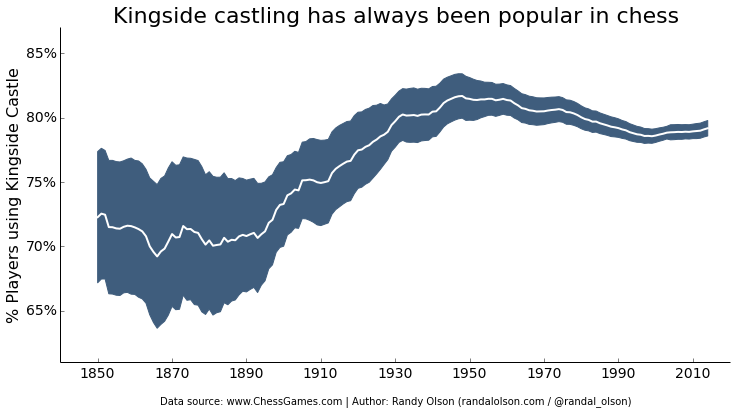 Kingside castling has always been popular in chess
% Players using Kingside Castle
85%
80%
75%
70%
65%
1850 1870 1890 1910 1930 1950 1970 1990 2010
Data source: www.ChessGames.com | Author: Randy Olson (randalolson.com / @randal_olson)